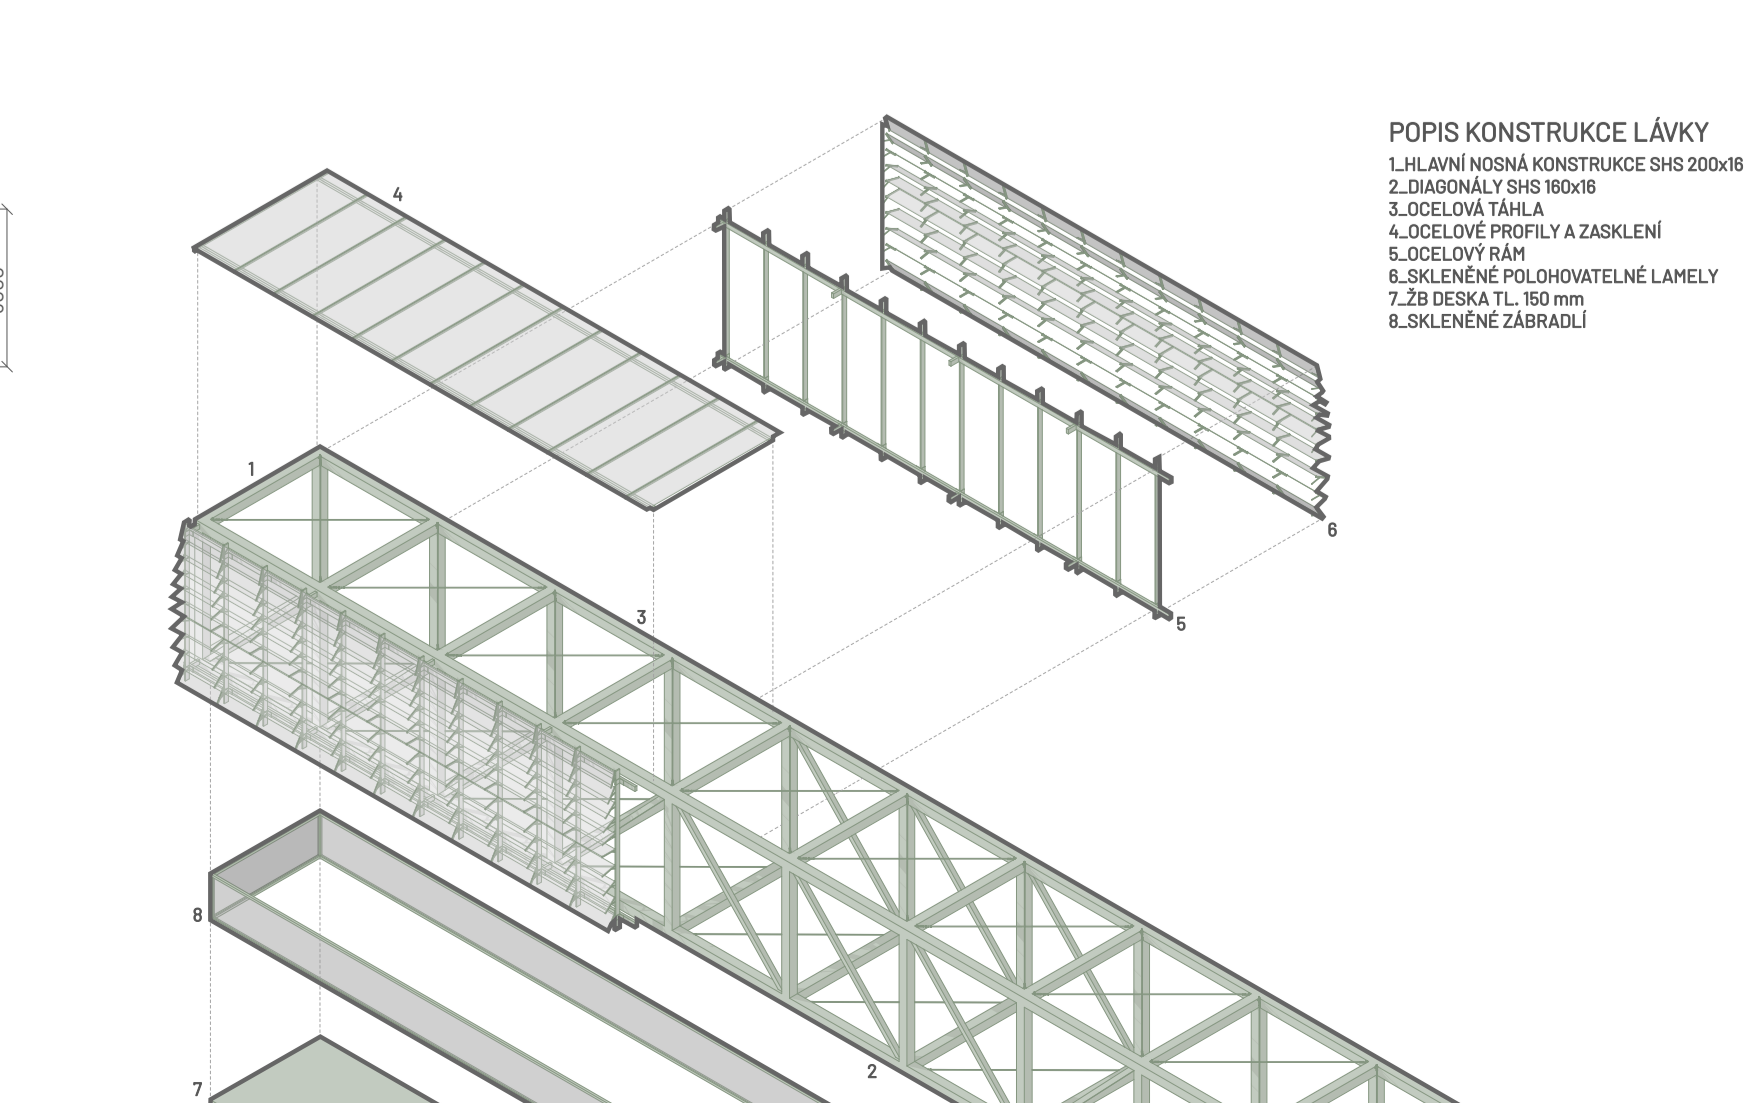 POPIS KONSTRUKCE LÁVKY
1_HLAVNÍ NOSNÁ KONSTRUKCE SHS 200x16
2_DIAGONÁLY SHS 160x16
3_OCELOVÁ TÁHLA
4_OCELOVÉ PROFILY A ZASKLENÍ
5_OCELOVÝ RÁM
6_SKLENĚNÉ POLOHOVATELNÉ LAMELY
7_ŽB DESKA TL. 150 mm
8_SKLENĚNÉ ZÁBRADLÍ
4
1
6
3
5
8
2
7